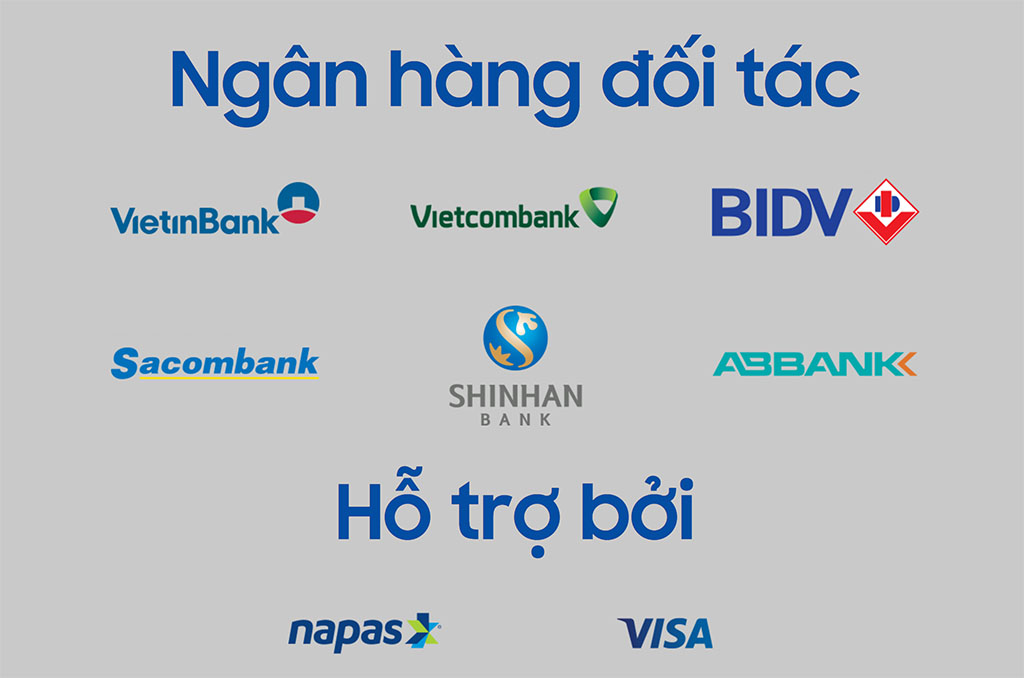 Ngân hàng đối tác
VietinBank
Vietcombank
BIDV
Sacombank
SHINHAN
BANK
ABBANK
Hỗ trợ bởi
napas
VISA